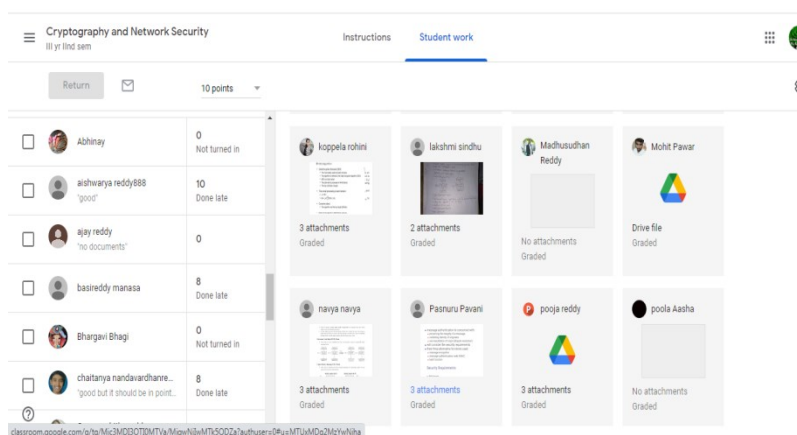 Cryptography and Network Security
III yr IInd sem
Instructions
Student work
Return
10 points
Abhinay
0
Not turned in
aishwarya reddy888
"good"
10
Done late
ajay reddy
"no documents"
0
basireddy manasa
8
Done late
Bhargavi Bhagi
0
Not turned in
chaitanya nandavardhanre...
"good but it should be in point...
8
Done late
koppela rohini
3 attachments
Graded
lakshmi sindhu
2 attachments
Graded
Madhusudhan
Reddy
No attachments
Graded
Mohit Pawar
Drive file
Graded
navya navya
3 attachments
Graded
Pasnuru Pavani
Security Requirements
3 attachments
Graded
P
pooja reddy
3 attachments
Graded
poola Aasha
No attachments
Graded